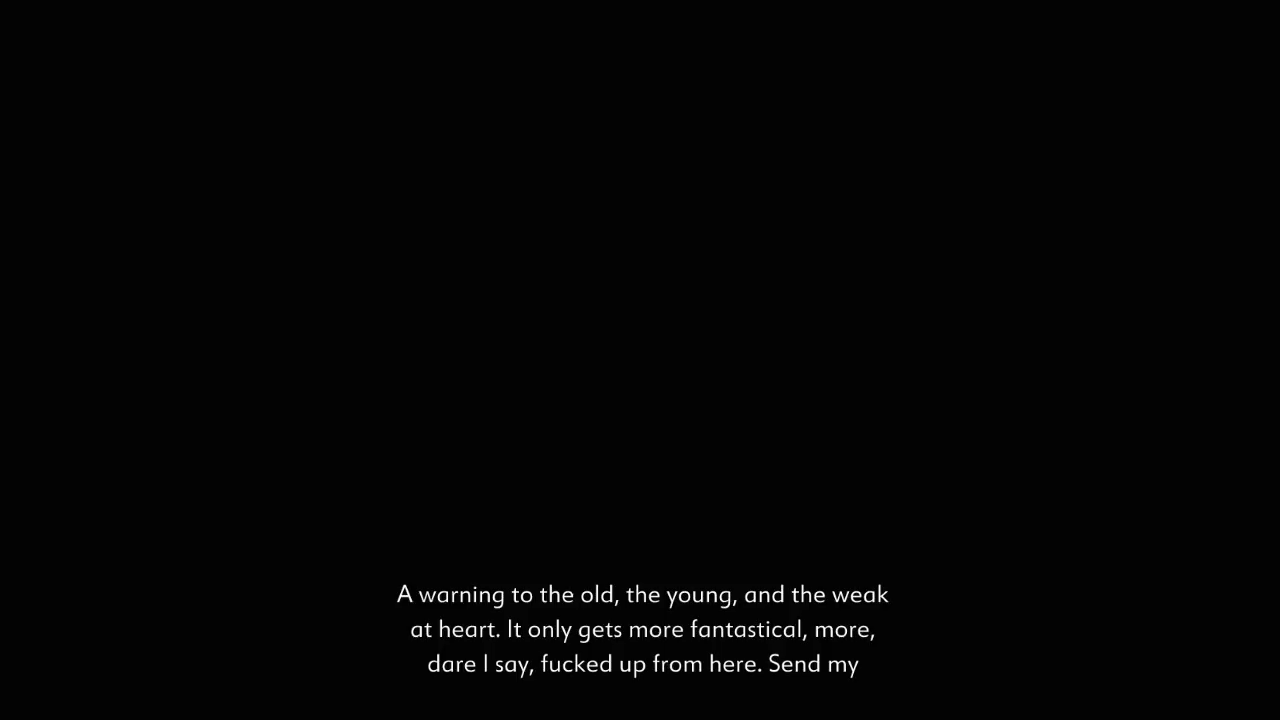 A warning to the old, the young, and the weak
at heart. It only gets more fantastical, more,
dare I say, fucked up from here. Send my